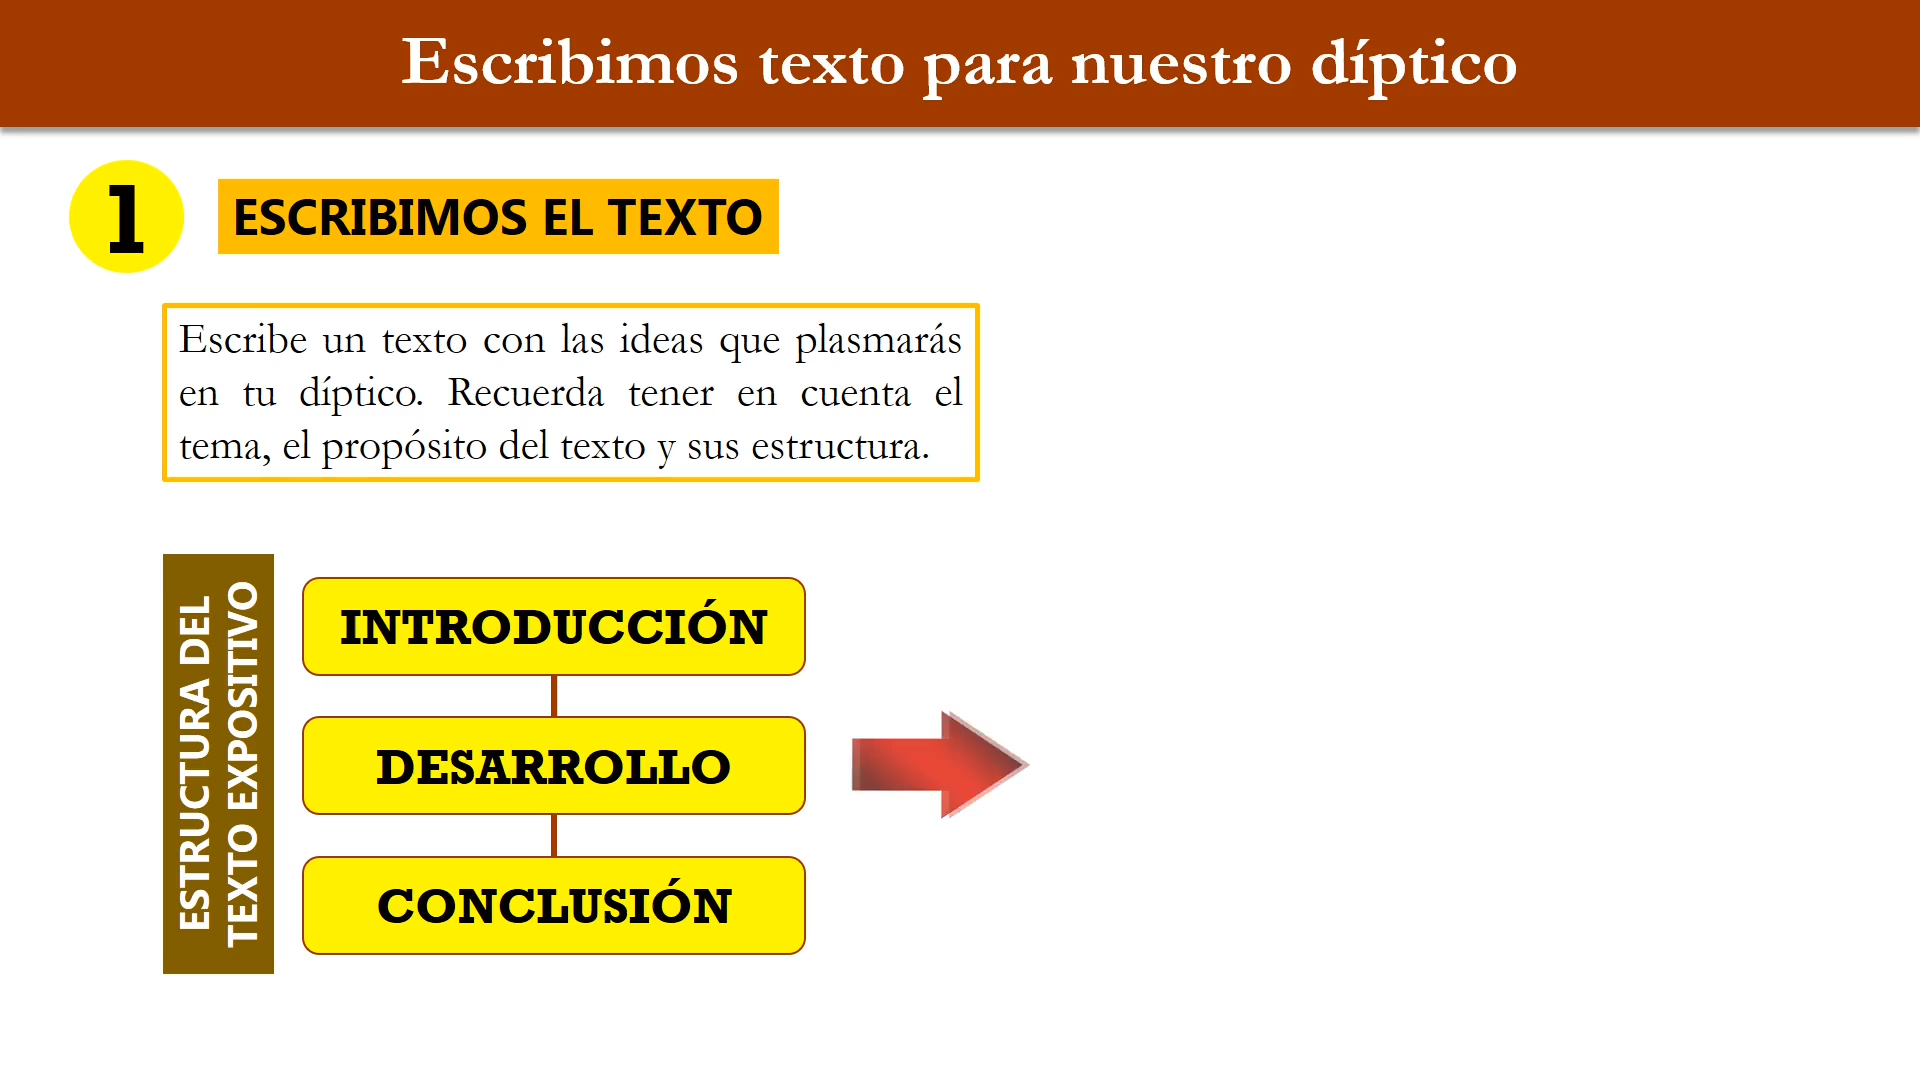 Escribimos texto para nuestro díptico
1
ESCRIBIMOS EL TEXTO
Escribe un texto con las ideas que plasmarás
en tu díptico. Recuerda tener en cuenta el
tema, el propósito del texto y sus estructura.
ESTRUCTURA DEL
TEXTO EXPOSITIVO
INTRODUCCIÓN
DESARROLLO
CONCLUSIÓN